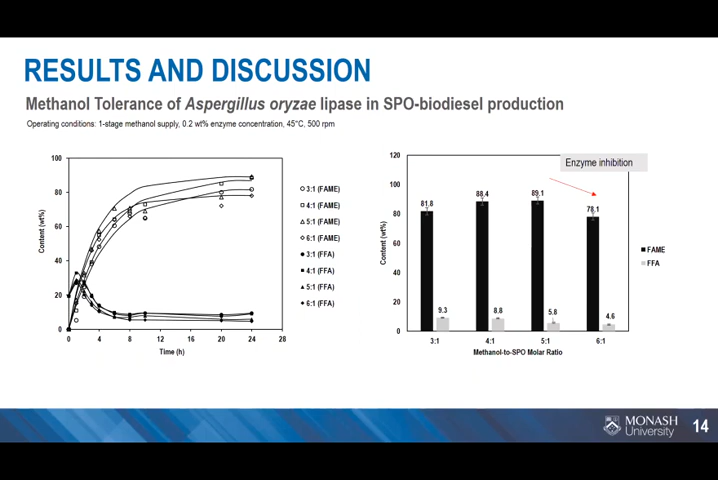 RESULTS AND DISCUSSION
Methanol Tolerance of Aspergillus oryzae lipase in SPO-biodiesel production
Operating conditions: 1-stage methanol supply, 0.2 wt% enzyme concentration, 45°C, 500 rpm
100
80
60
40
20
0
Content (wt%)
0 4 8 12 16 20 24 28
Time (h)
3:1 (FAME)
4:1 (FAME)
5:1 (FAME)
6:1 (FAME)
3:1 (FFA)
4:1 (FFA)
5:1 (FFA)
6:1 (FFA)
Enzyme inhibition
120
100
80
60
40
20
0
Content (wt%)
81.8 88.4 89.1 78.1
9.3 8.8 5.8 4.6
3:1 4:1 5:1 6:1
Methanol-to-SPO Molar Ratio
FAME
FFA
MONASH
University
14